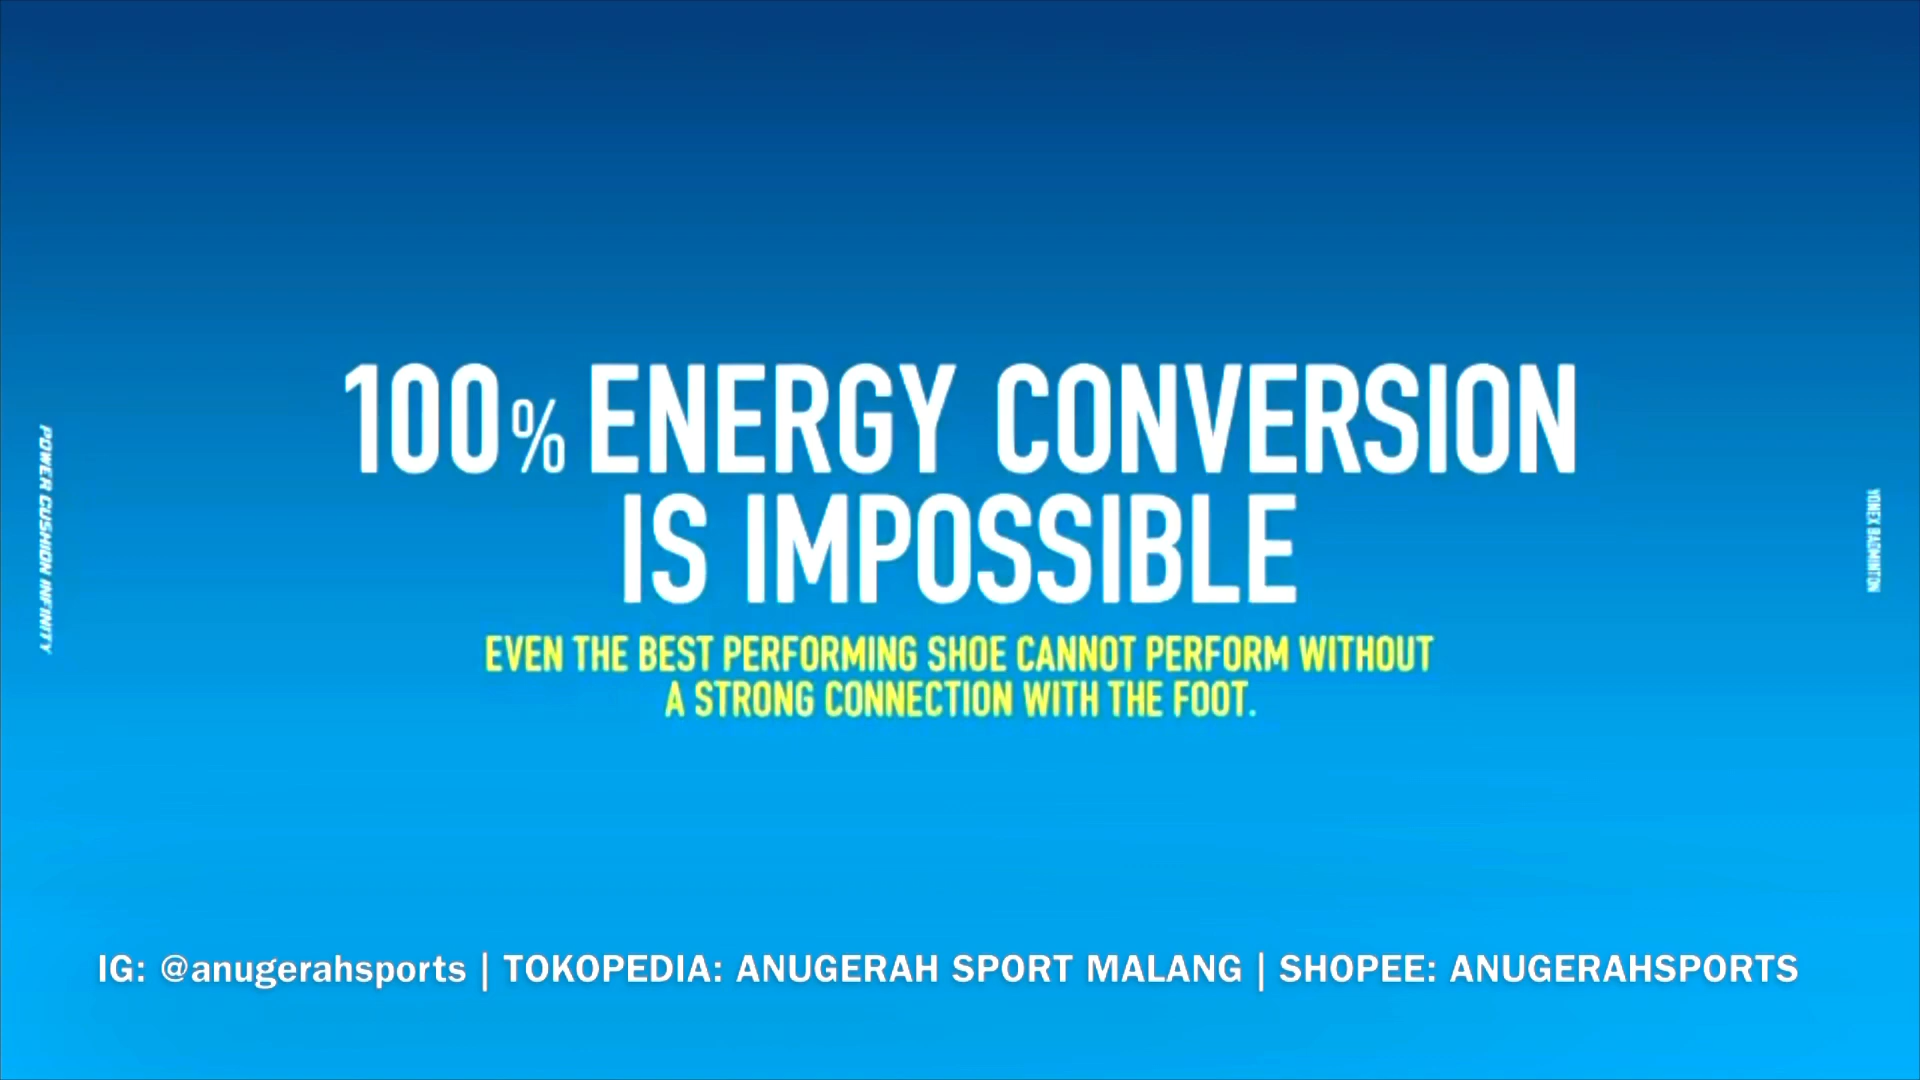 100% ENERGY CONVERSION
IS IMPOSSIBLE
EVEN THE BEST PERFORMING SHOE CANNOT PERFORM WITHOUT
A STRONG CONNECTION WITH THE FOOT.
POWER CUSHION INFINITY
YONEX BADMINTON
IG: @anugerahsports | TOKOPEDIA: ANUGERAH SPORT MALANG | SHOPEE: ANUGERAHSPORTS